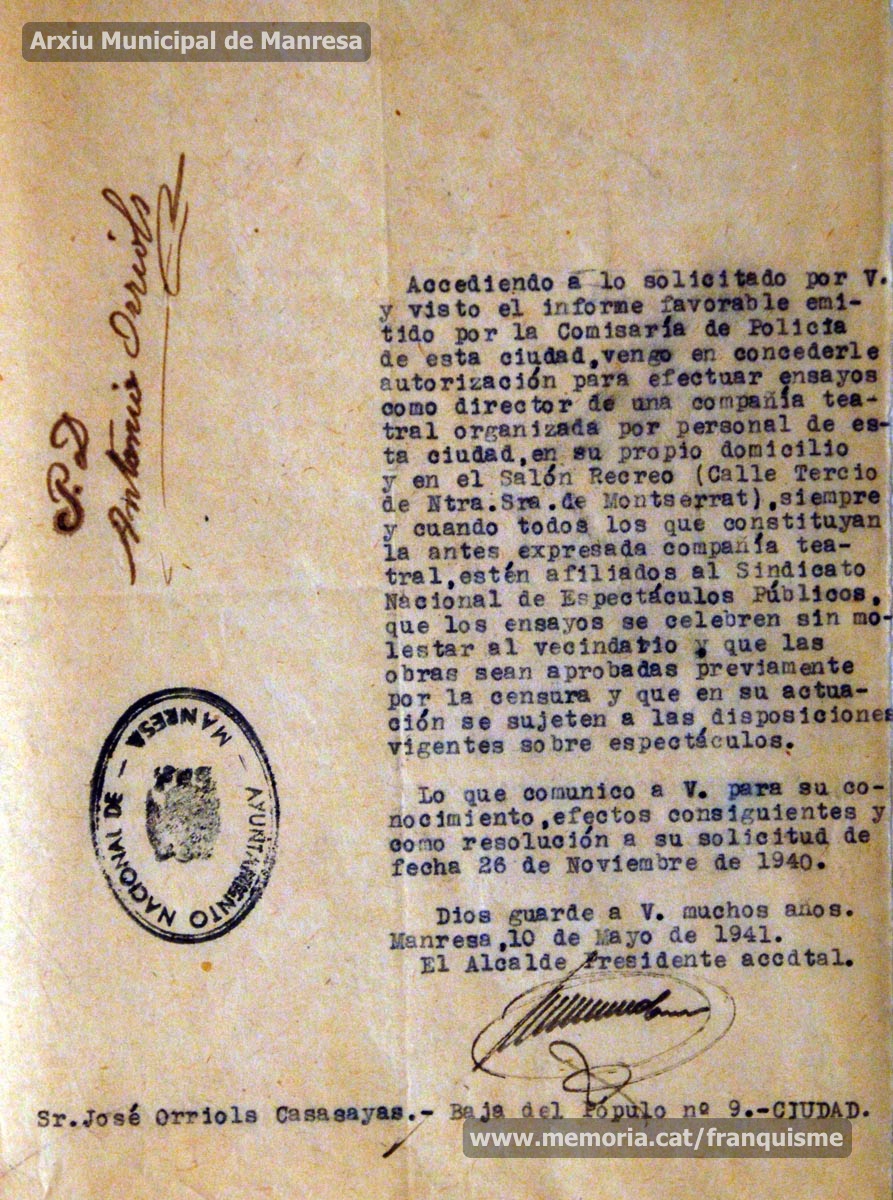 Arxiu Municipal de Manresa
P.D
Antonio Orriols
Accediendo a lo solicitado por V.
y visto el informe favorable emi-
tido por la Comisaría de Policía
de esta ciudad,vengo en concederle
autorización para efectuar ensayos
como director de una compañía tea-
tral organizada por personal de es-
ta ciudad,en su propio domicilio
y en el Salón Recreo (Calle Tercio
de Ntra.Sra.de Montserrat),siempre
y cuando todos los que constituyan
la antes expresada compañía tea-
tral,estén afiliados al Sindicato
Nacional de Espectáculos Públicos,
que los ensayos se celebren sin mo-
lestar al vecindario y que las
obras sean aprobadas previamente
por la censura y que en su actua-
ción se sujeten a las disposiciones
vigentes sobre espectáculos.
Lo que comunico a V. para su co-
nocimiento,efectos consiguientes y
como resolución a su solicitud de
fecha 26 de Noviembre de 1940.
Dios guarde a V. muchos años.
Manresa,10 de Mayo de 1941.
El Alcalde Presidente accdtal.
AYUNTAMIENTO NACIONAL DE - MANRESA -
Sr.José Orriols Casasayas.- Baja del Pópulo nº 9.-CIUDAD.
www.memoria.cat/franquisme